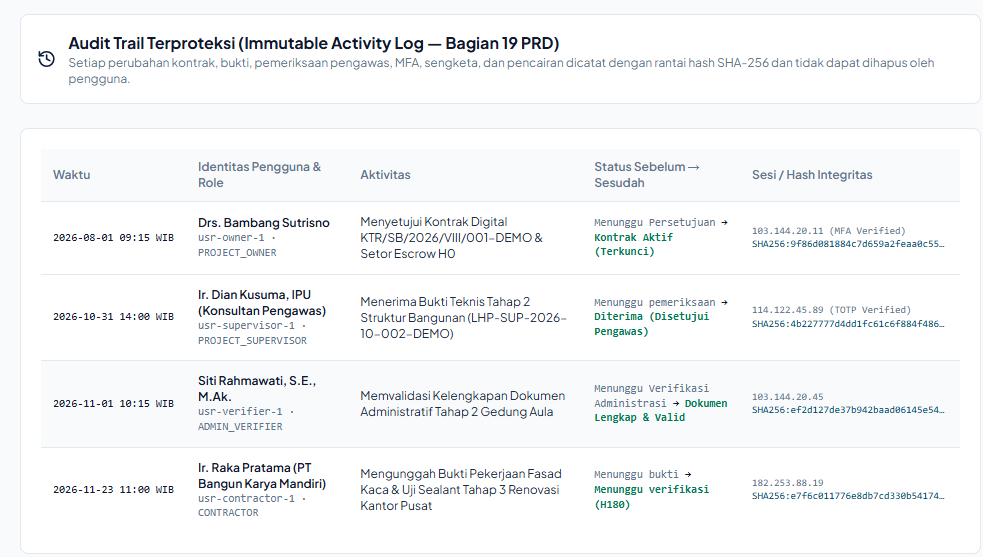 Audit Trail Terproteksi (Immutable Activity Log — Bagian 19 PRD)
Setiap perubahan kontrak, bukti, pemeriksaan pengawas, MFA, sengketa, dan pencairan dicatat dengan rantai hash SHA-256 dan tidak dapat dihapus oleh
pengguna.
Waktu
Identitas Pengguna &
Role
Aktivitas
Status Sebelum →
Sesudah
Sesi / Hash Integritas
2026-08-01 09:15 WIB
Drs. Bambang Sutrisno
usr-owner-1 ·
PROJECT_OWNER
Menyetujui Kontrak Digital
KTR/SB/2026/VIII/001-DEMO &
Setor Escrow H0
Menunggu Persetujuan →
Kontrak Aktif
(Terkunci)
103.144.20.11 (MFA Verified)
SHA256:9f86d081884c7d659a2feaa0c55…
2026-10-31 14:00 WIB
Ir. Dian Kusuma, IPU
(Konsultan Pengawas)
usr-supervisor-1 ·
PROJECT_SUPERVISOR
Menerima Bukti Teknis Tahap 2
Struktur Bangunan (LHP-SUP-2026-
10-002-DEMO)
Menunggu pemeriksaan →
Diterima (Disetujui
Pengawas)
114.122.45.89 (TOTP Verified)
SHA256:4b227777d4dd1fc61c6f884f486…
2026-11-01 10:15 WIB
Siti Rahmawati, S.E.,
M.Ak.
usr-verifier-1 ·
ADMIN_VERIFIER
Memvalidasi Kelengkapan Dokumen
Administratif Tahap 2 Gedung Aula
Menunggu Verifikasi
Administrasi → Dokumen
Lengkap & Valid
103.144.20.45
SHA256:ef2d127de37b942baad06145e54…
2026-11-23 11:00 WIB
Ir. Raka Pratama (PT
Bangun Karya Mandiri)
usr-contractor-1 ·
CONTRACTOR
Mengunggah Bukti Pekerjaan Fasad
Kaca & Uji Sealant Tahap 3 Renovasi
Kantor Pusat
Menunggu bukti →
Menunggu verifikasi
(H180)
182.253.88.19
SHA256:e7f6c011776e8db7cd330b54174…